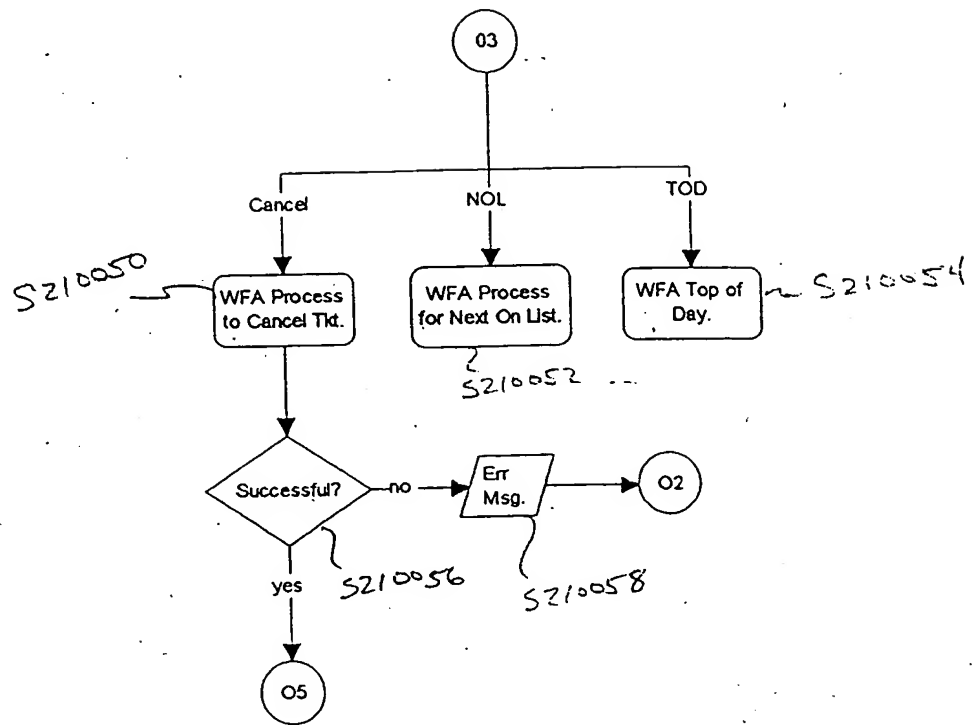 03
Cancel
NOL
TOD
S210050
WFA Process
to Cancel Tkt.
WFA Process
for Next On List.
WFA Top of
Day.
S210054
S210052
Successful?
no
Err
Msg.
O2
yes
S210056
S210058
O5